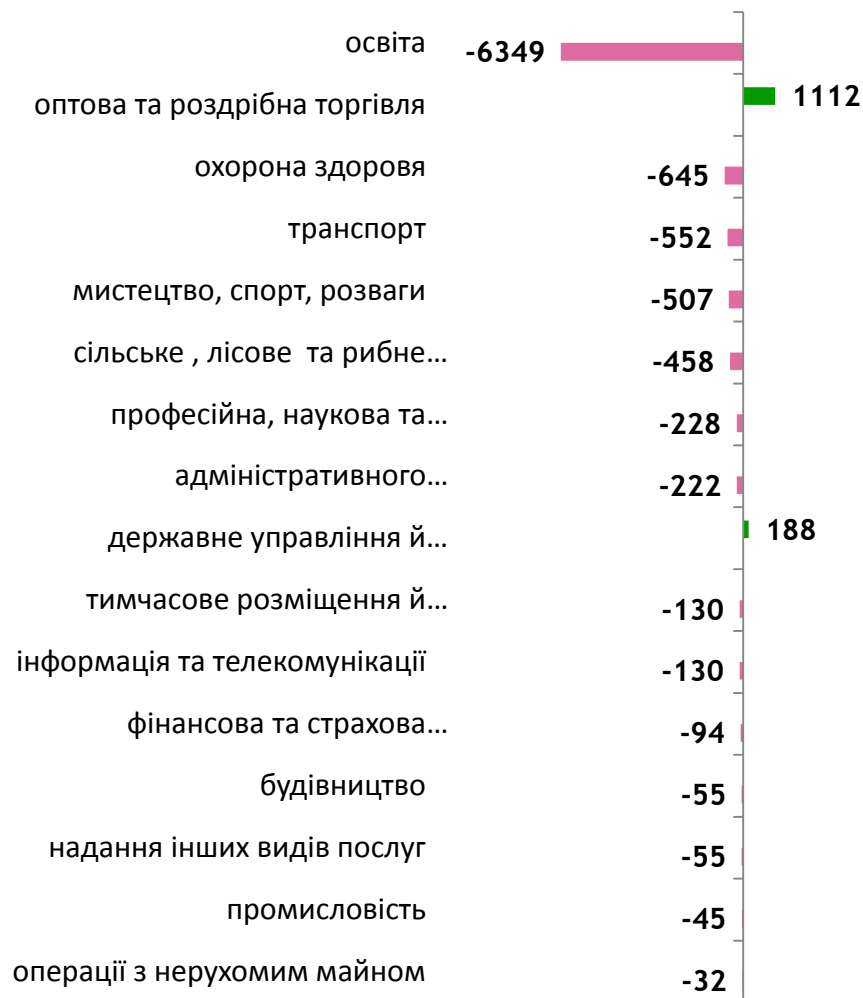 освіта -6349
оптова та роздрібна торгівля 1112
охорона здоровя -645
транспорт -552
мистецтво, спорт, розваги -507
сільське , лісове  та рибне… -458
професійна, наукова та… -228
адміністративного… -222
державне управління й… 188
тимчасове розміщення й… -130
інформація та телекомунікації -130
фінансова та страхова… -94
будівництво -55
надання інших видів послуг -55
промисловість -45
операції з нерухомим майном -32